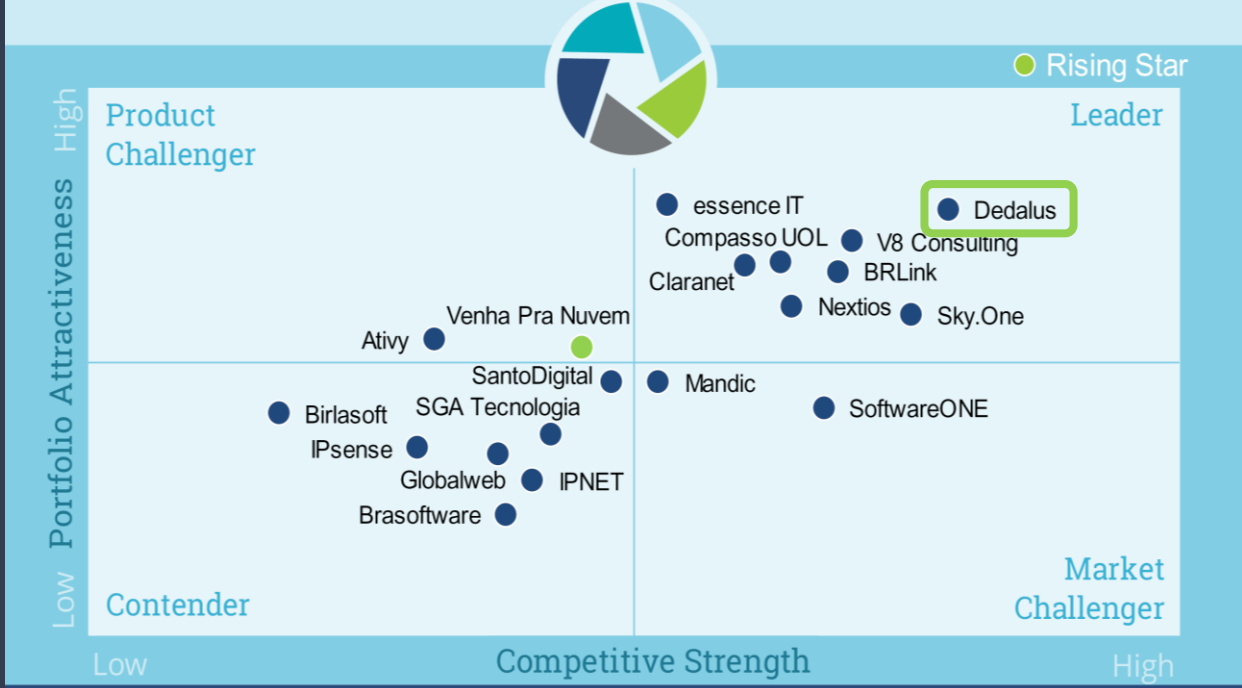 Rising Star
High
Product
Challenger
Leader
essence IT
Dedalus
Compasso UOL
V8 Consulting
Claranet
BRLink
Nextios
Sky.One
Venha Pra Nuvem
Ativy
Portfolio Attractiveness
SantoDigital
Mandic
SGA Tecnologia
SoftwareONE
Birlasoft
IPsense
Globalweb
IPNET
Brasoftware
Low
Contender
Market
Challenger
Low
Competitive Strength
High